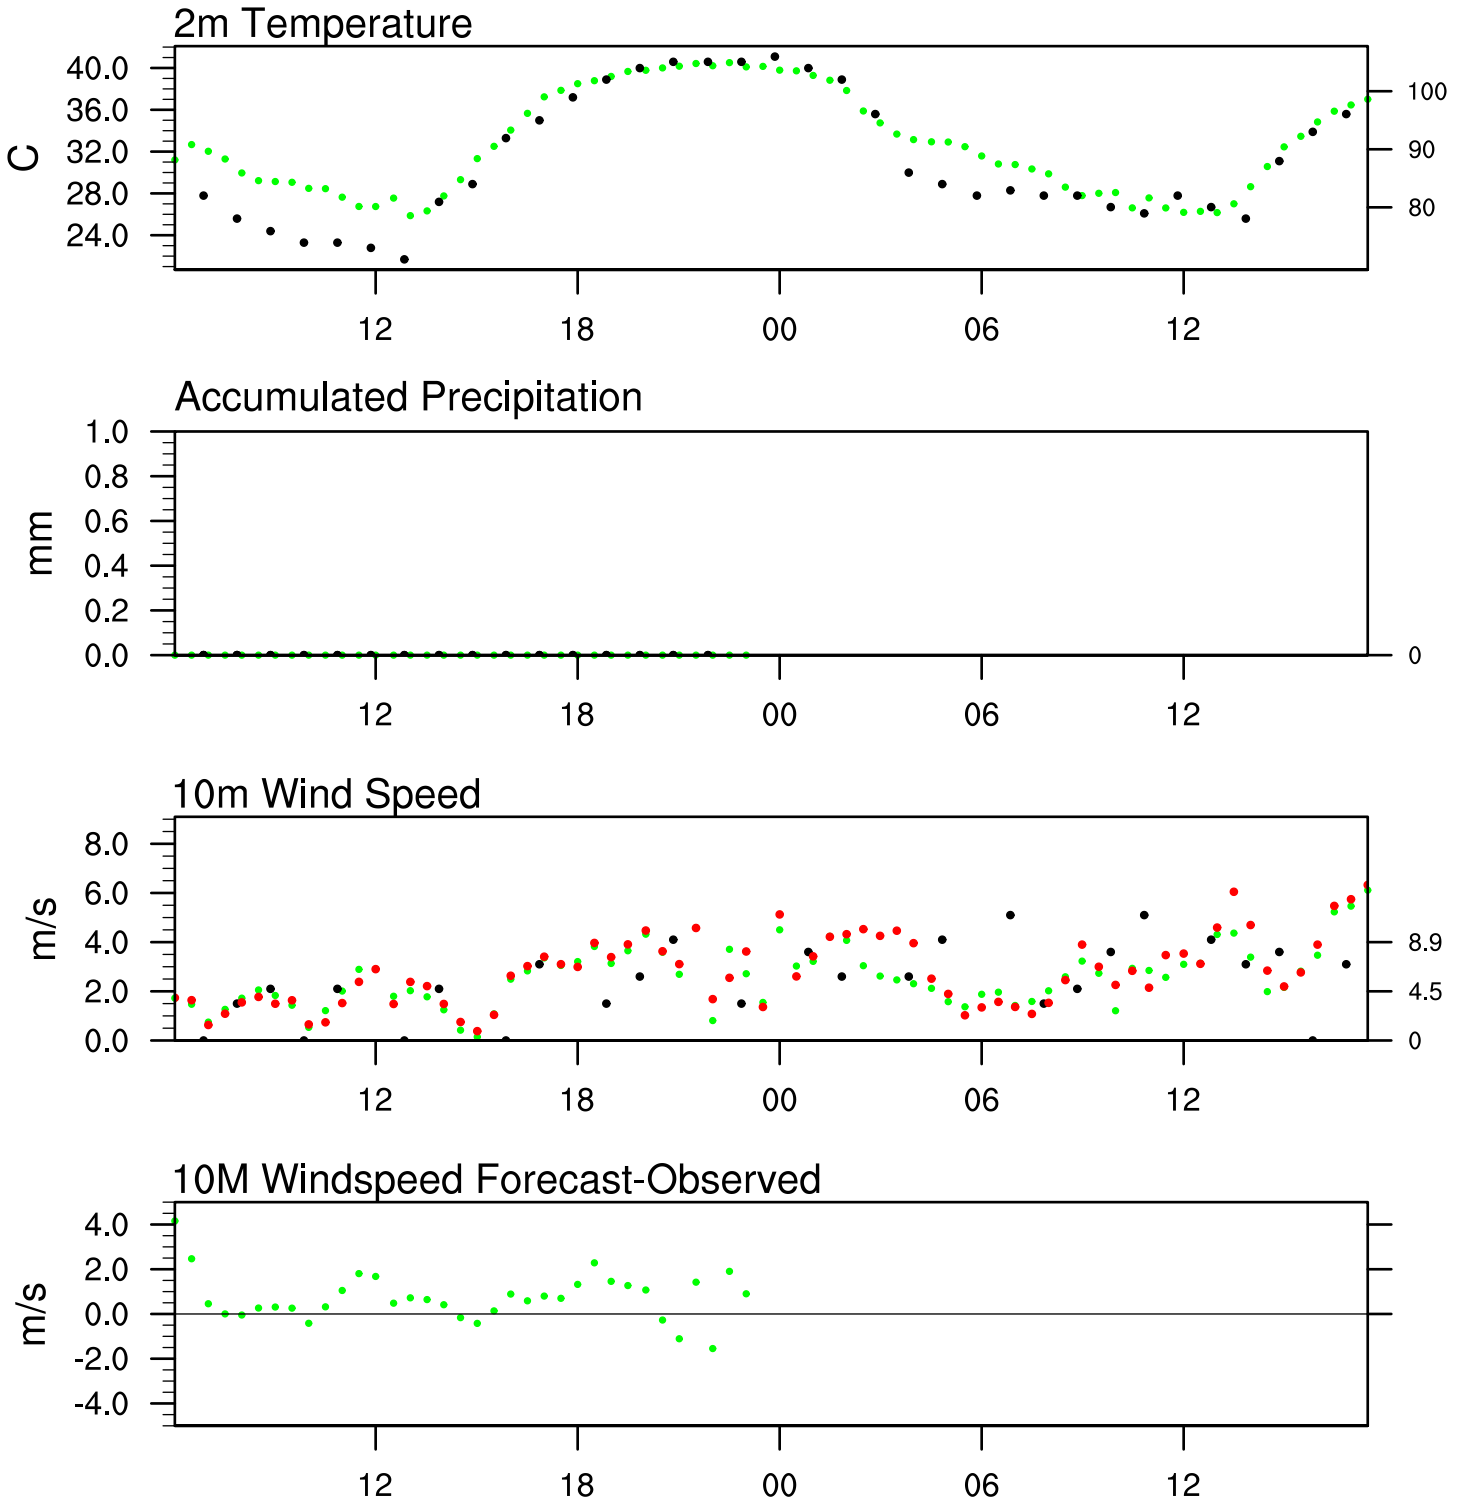 2m Temperature
40.0
36.0
32.0
28.0
24.0
C
100
90
80
12 18 00 06 12
Accumulated Precipitation
1.0
0.8
0.6
0.4
0.2
0.0
mm
0
12 18 00 06 12
10m Wind Speed
8.0
6.0
4.0
2.0
0.0
m/s
8.9
4.5
0
12 18 00 06 12
10M Windspeed Forecast-Observed
4.0
2.0
0.0
-2.0
-4.0
m/s
12 18 00 06 12